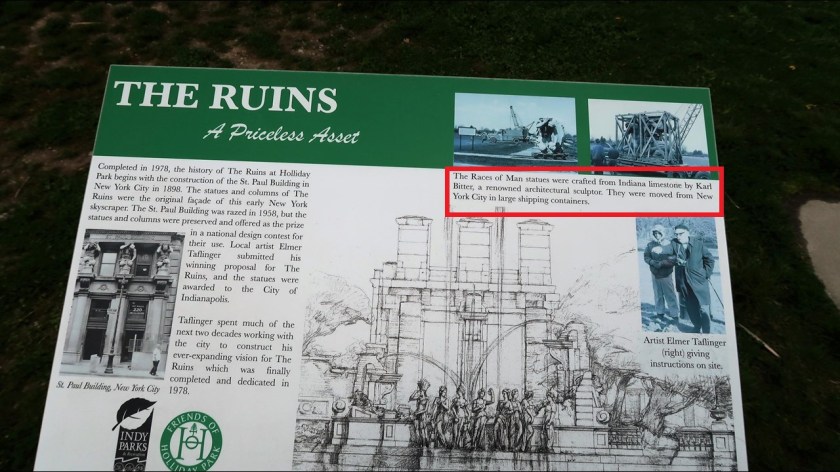 THE RUINS
A Priceless Asset
Completed in 1978, the history of The Ruins at Holliday
Park begins with the construction of the St. Paul Building in
New York City in 1898. The statues and columns of The
Ruins were the original façade of this early New York
skyscraper. The St. Paul Building was razed in 1958, but the
statues and columns were preserved and offered as the prize
in a national design contest for
their use. Local artist Elmer
Taflinger submitted his
winning proposal for The
Ruins, and the statues were
awarded to the City of
Indianapolis.
Taflinger spent much of the
next two decades working with
the city to construct his
ever-expanding vision for The
Ruins which was finally
completed and dedicated in
1978.
St. Paul Building, New York City
The Races of Man statues were crafted from Indiana limestone by Karl
Bitter, a renowned architectural sculptor. They were moved from New
York City in large shipping containers.
Artist Elmer Taflinger
(right) giving
instructions on site.
INDY
PARKS
FRIENDS OF
HOLLIDAY PARK